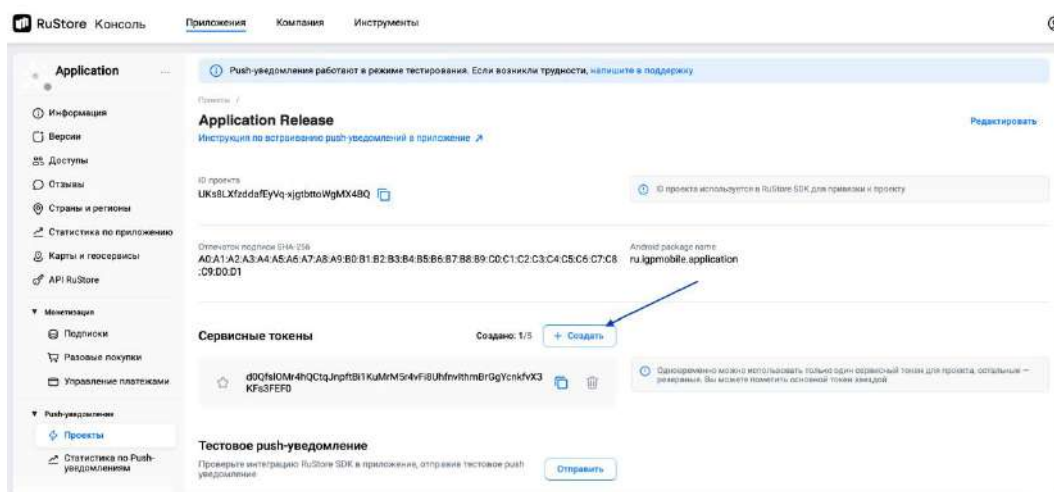 RuStore Консоль
Приложения
Компания
Инструменты
Application
Push-уведомления работают в режиме тестирования. Если возникли трудности, напишите в поддержку
Проекты /
Application Release
Редактировать
Инструкция по встраиванию push-уведомлений в приложение
Информация
Версии
Доступы
Отзывы
Страны и регионы
Статистика по приложению
Карты и геосервисы
API RuStore
Монетизация
Подписки
Разовые покупки
Управление платежами
Push-уведомления
Проекты
Статистика по Push-
уведомлениям
ID проекта
ID проекта используется в RuStore SDK для привязки к проекту
Отпечаток подписи SHA-256
A0:A1:A2:A3:A4:A5:A6:A7:A8:A9:B0:B1:B2:B3:B4:B5:B6:B7:B8:B9:C0:C1:C2:C3:C4:C5:C6:C7:C8
:C9:D0:D1
Android package name
ru.igpmobile.application
Сервисные токены
Создано: 1/5
+ Создать
KFs3FEF0
Одновременно можно использовать только один сервисный токен для проекта, остальные —
резервные. Вы можете пометить основной токен звездой
Тестовое push-уведомление
Проверьте интеграцию RuStore SDK в приложение, отправив тестовое push
уведомление
Отправить